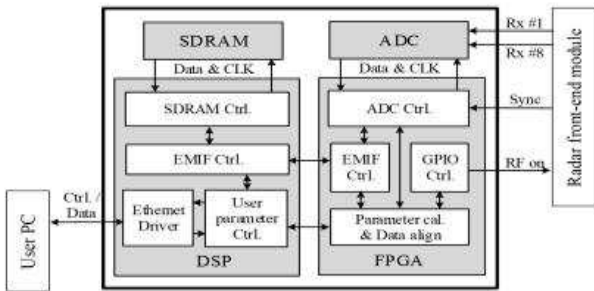 SDRAM
ADC
Rx #1
Rx #8
Data & CLK
Data & CLK
SDRAM Ctrl.
ADC Ctrl.
Sync
EMIF Ctrl.
EMIF
Ctrl.
GPIO
Ctrl.
RF on
Radar front-end module
User PC
Ctrl. /
Data
Ethernet
Driver
User
parameter
Ctrl.
Parameter cal.
& Data align
DSP
FPGA